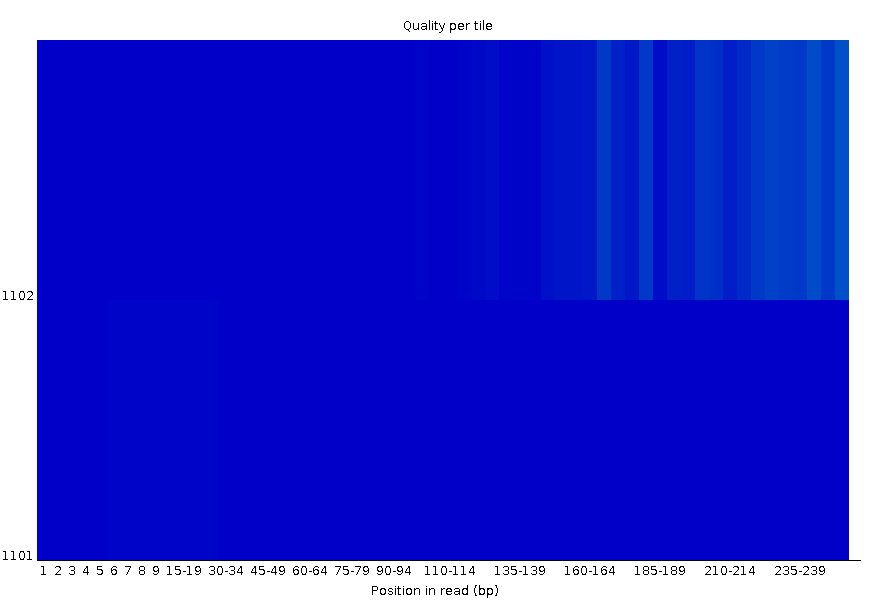 Quality per tile
1102
1101
1 2 3 4 5 6 7 8 9 15-19 30-34 45-49 60-64 75-79 90-94 110-114 135-139 160-164 185-189 210-214 235-239
Position in read (bp)